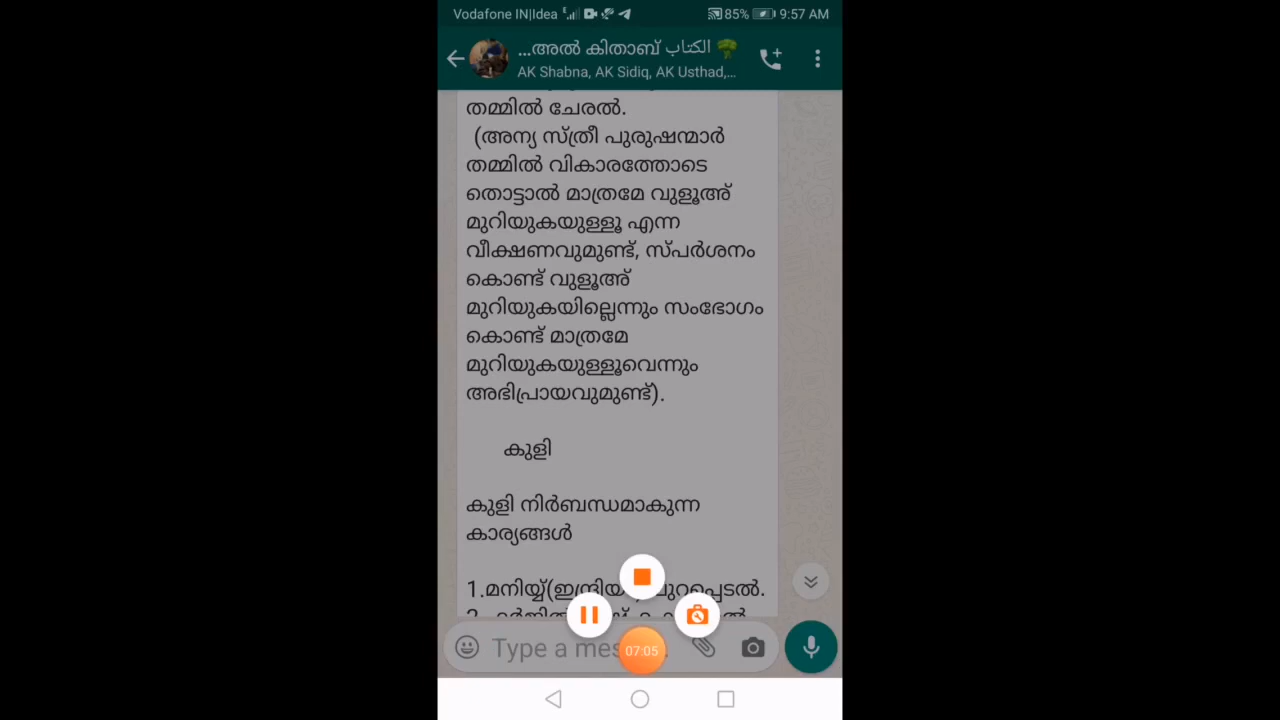 Vodafone IN|Idea 85% 9:57 AM
...അൽ കിതാബ് الكتاب
AK Shabna, AK Sidiq, AK Usthad,...
തമ്മിൽ ചേരൽ.
(അന്യ സ്ത്രീ പുരുഷന്മാർ
തമ്മിൽ വികാരത്തോടെ
തൊട്ടാൽ മാത്രമേ വുളൂഅ്
മുറിയുകയുള്ളൂ എന്ന
വീക്ഷണവുമുണ്ട്, സ്പർശനം
കൊണ്ട് വുളൂഅ്
മുറിയുകയില്ലെന്നും സംഭോഗം
കൊണ്ട് മാത്രമേ
മുറിയുകയുള്ളൂവെന്നും
അഭിപ്രായവുമുണ്ട്).
കുളി
കുളി നിർബന്ധമാകുന്ന
കാര്യങ്ങൾ
1.മനിയ്യ്(ഇന്ദ്രിയം) പുറപ്പെടൽ.
Type a mes
07:05